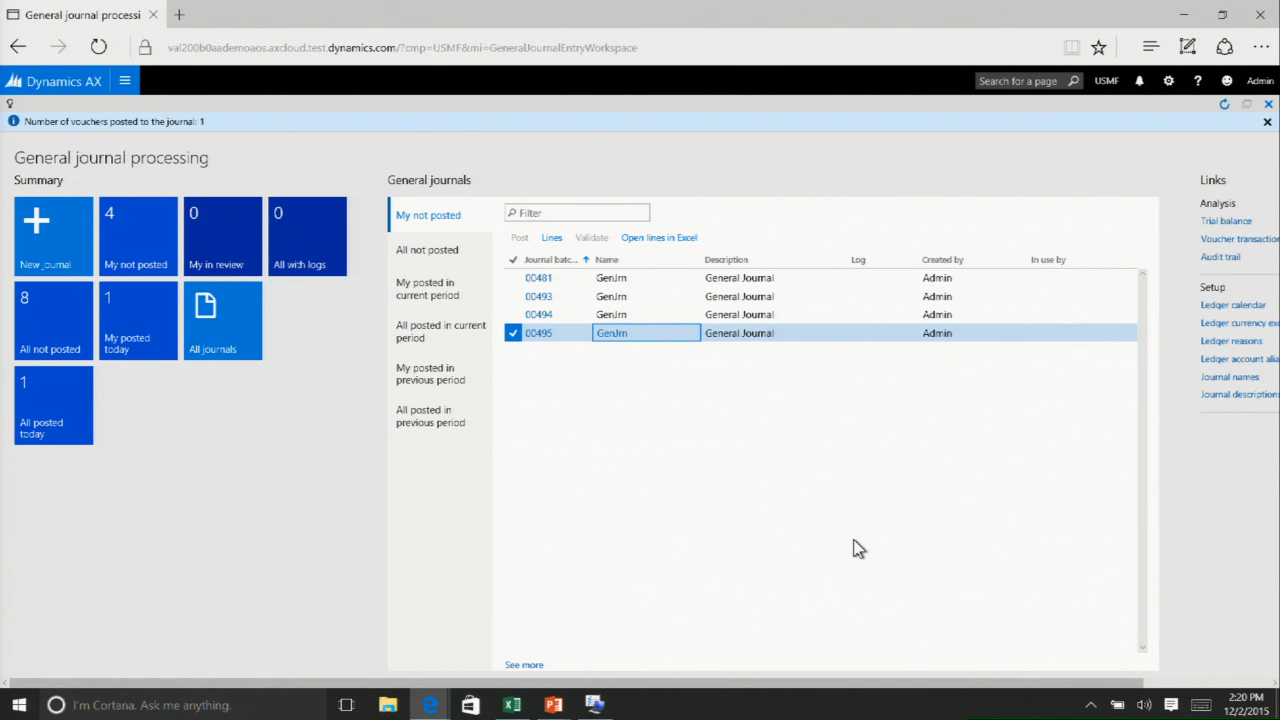 General journal processi
val200b0aademoaos.axcloud.test.dynamics.com/?cmp=USMF&mi=GeneralJournalEntryWorkspace
Dynamics AX
Search for a page
USMF
?
Admin
Number of vouchers posted to the journal: 1
General journal processing
Summary
New journal
4
My not posted
0
My in review
0
All with logs
8
All not posted
1
My posted
today
All journals
1
All posted
today
General journals
My not posted
All not posted
My posted in
current period
All posted in current
period
My posted in
previous period
All posted in
previous period
Filter
Post Lines Validate Open lines in Excel
Journal batc... Name Description Log Created by In use by
00481 GenJrn General Journal Admin
00493 GenJrn General Journal Admin
00494 GenJrn General Journal Admin
00495 GenJrn General Journal Admin
See more
Links
Analysis
Trial balance
Voucher transaction
Audit trail
Setup
Ledger calendar
Ledger currency exc
Ledger reasons
Ledger account alia
Journal names
Journal description
I'm Cortana. Ask me anything.
2:20 PM
12/2/2015